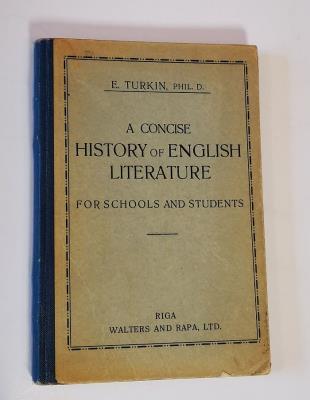 E. TURKIN, PHIL. D.
A CONCISE
HISTORY OF ENGLISH
LITERATURE
FOR SCHOOLS AND STUDENTS
RIGA
WALTERS AND RAPA, LTD.